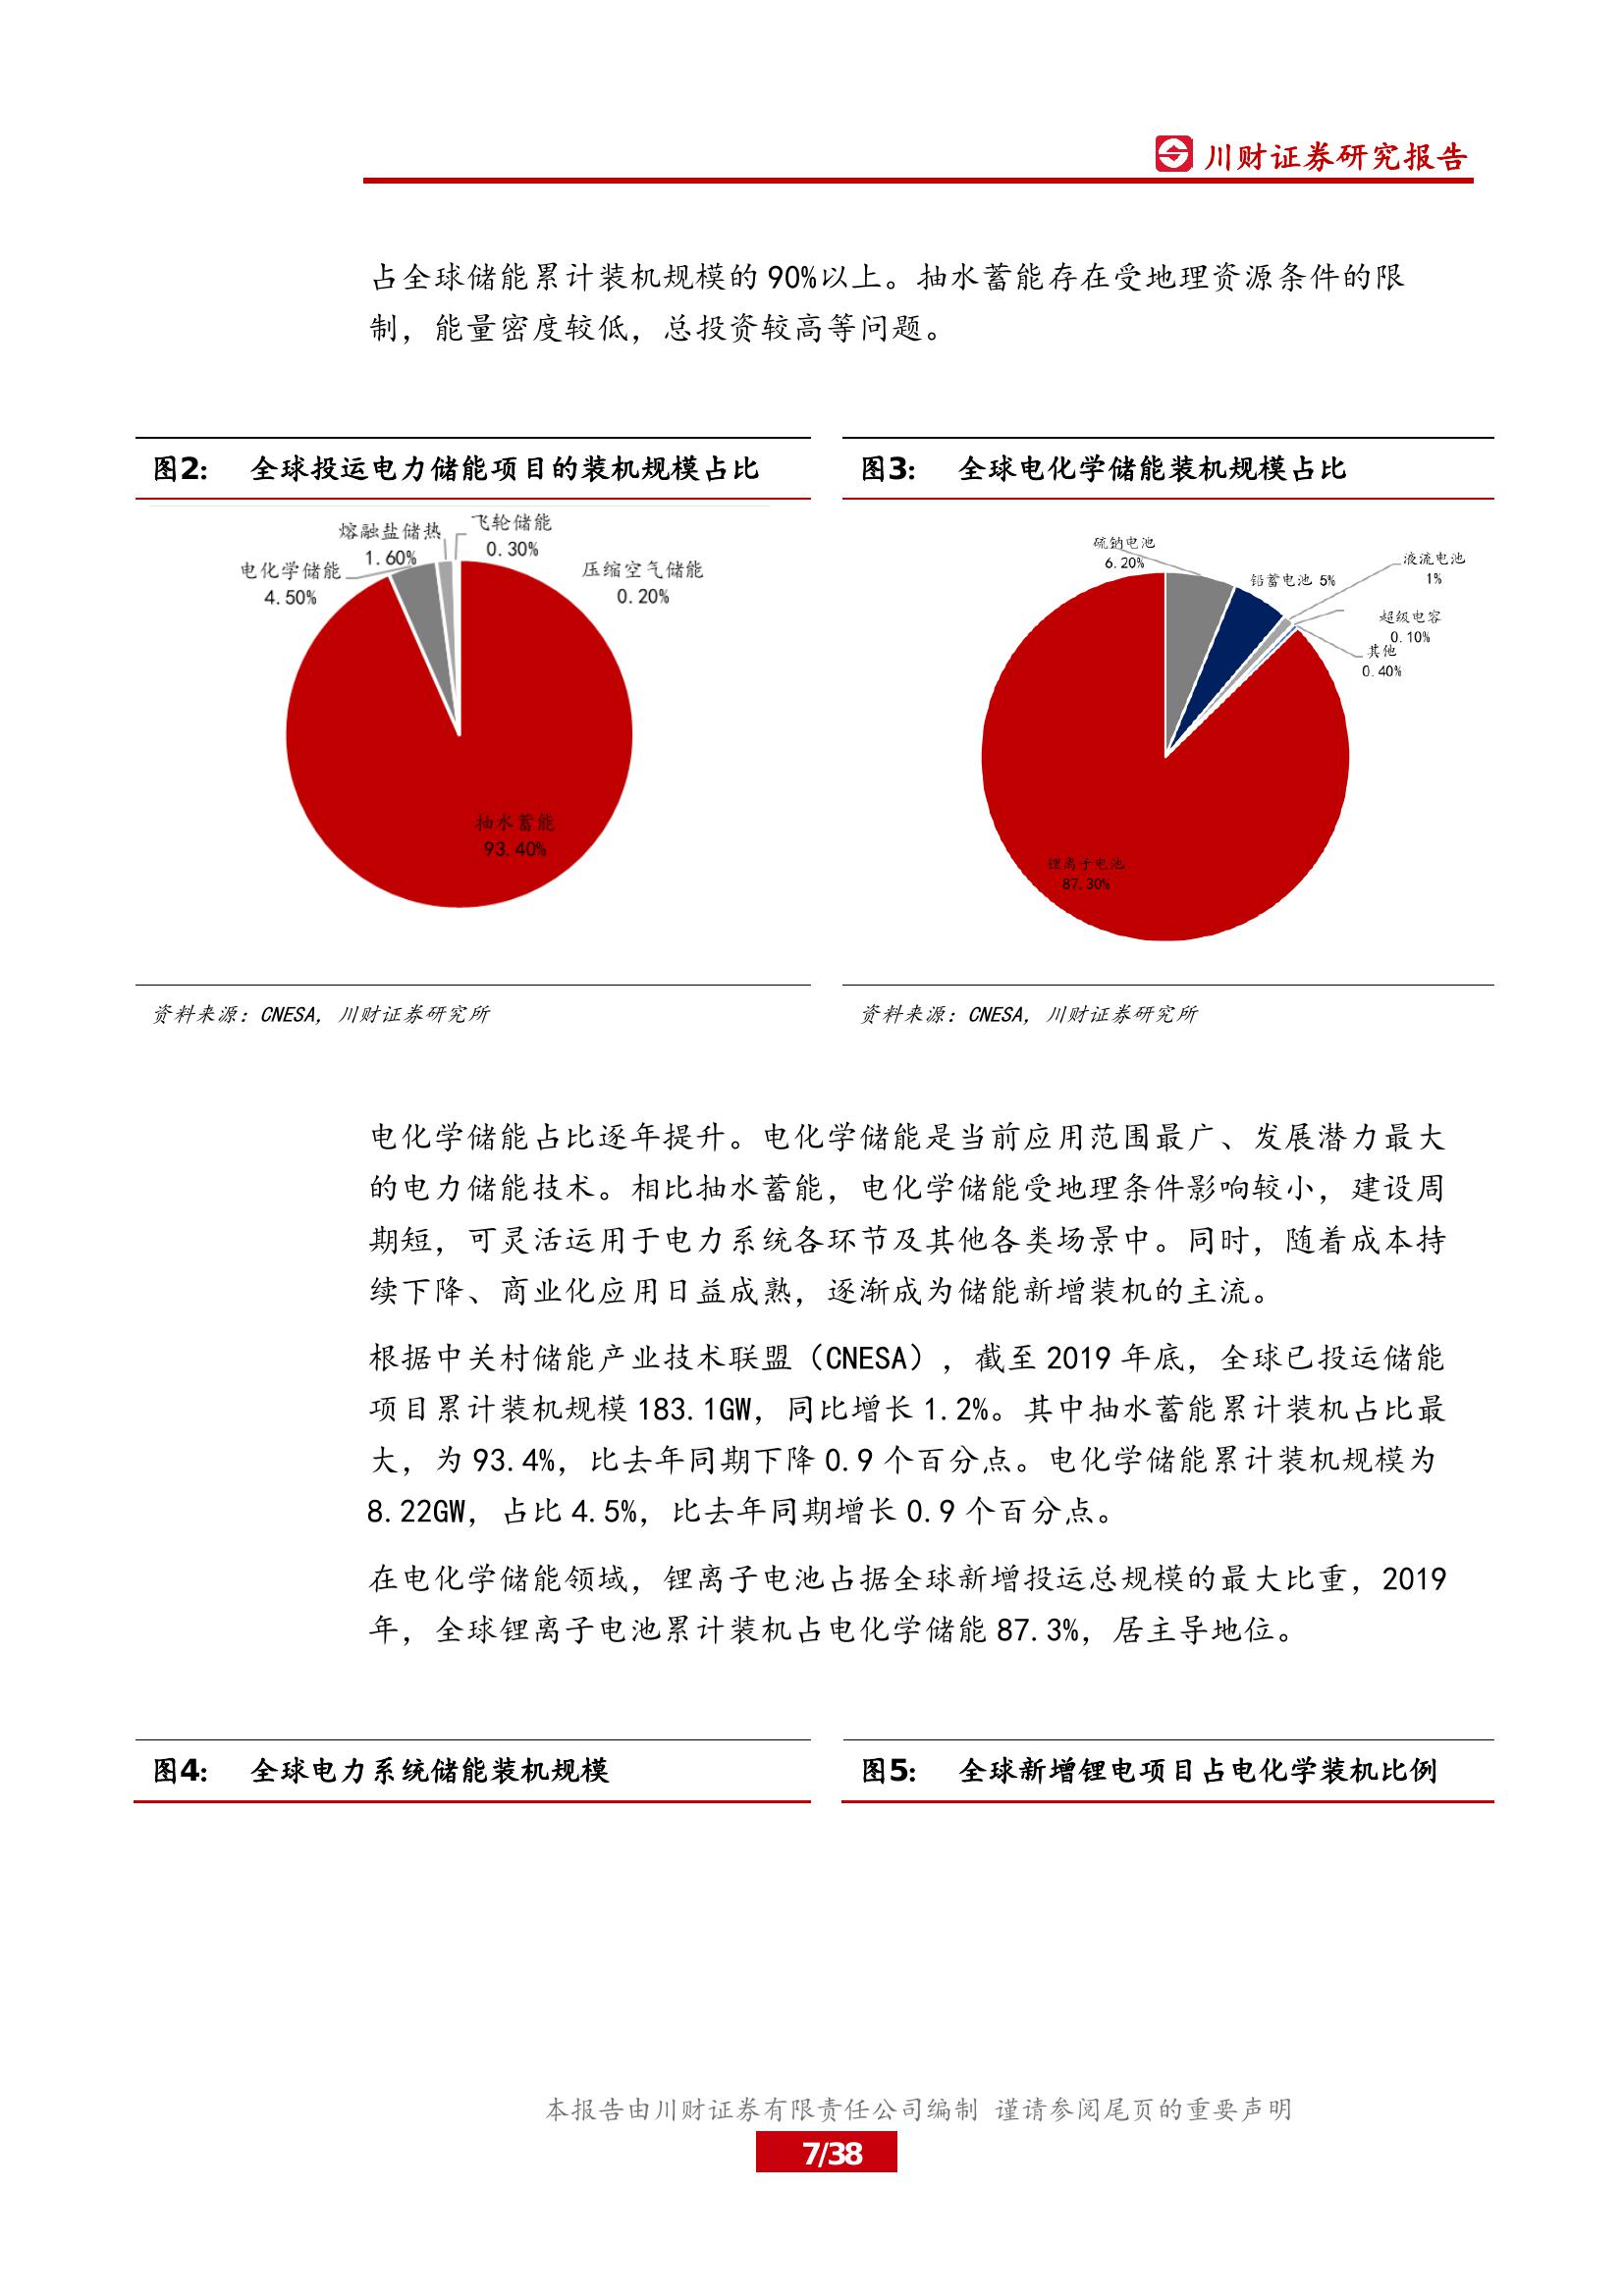 川财证券研究报告
占全球储能累计装机规模的 90%以上。抽水蓄能存在受地理资源条件的限
制，能量密度较低，总投资较高等问题。
图2： 全球投运电力储能项目的装机规模占比
熔融盐储热
1.60%
飞轮储能
0.30%
电化学储能
4.50%
压缩空气储能
0.20%
抽水蓄能
93.40%
资料来源：CNESA, 川财证券研究所
图3： 全球电化学储能装机规模占比
硫钠电池
6.20%
铅蓄电池 5%
液流电池
1%
超级电容
0.10%
其他
0.40%
锂离子电池
87.30%
资料来源：CNESA, 川财证券研究所
电化学储能占比逐年提升。电化学储能是当前应用范围最广、发展潜力最大
的电力储能技术。相比抽水蓄能，电化学储能受地理条件影响较小，建设周
期短，可灵活运用于电力系统各环节及其他各类场景中。同时，随着成本持
续下降、商业化应用日益成熟，逐渐成为储能新增装机的主流。
根据中关村储能产业技术联盟（CNESA），截至 2019 年底，全球已投运储能
项目累计装机规模 183.1GW，同比增长 1.2%。其中抽水蓄能累计装机占比最
大，为 93.4%，比去年同期下降 0.9 个百分点。电化学储能累计装机规模为
8.22GW，占比 4.5%，比去年同期增长 0.9 个百分点。
在电化学储能领域，锂离子电池占据全球新增投运总规模的最大比重，2019
年，全球锂离子电池累计装机占电化学储能 87.3%，居主导地位。
图4： 全球电力系统储能装机规模
图5： 全球新增锂电项目占电化学装机比例
本报告由川财证券有限责任公司编制 谨请参阅尾页的重要声明
7/38